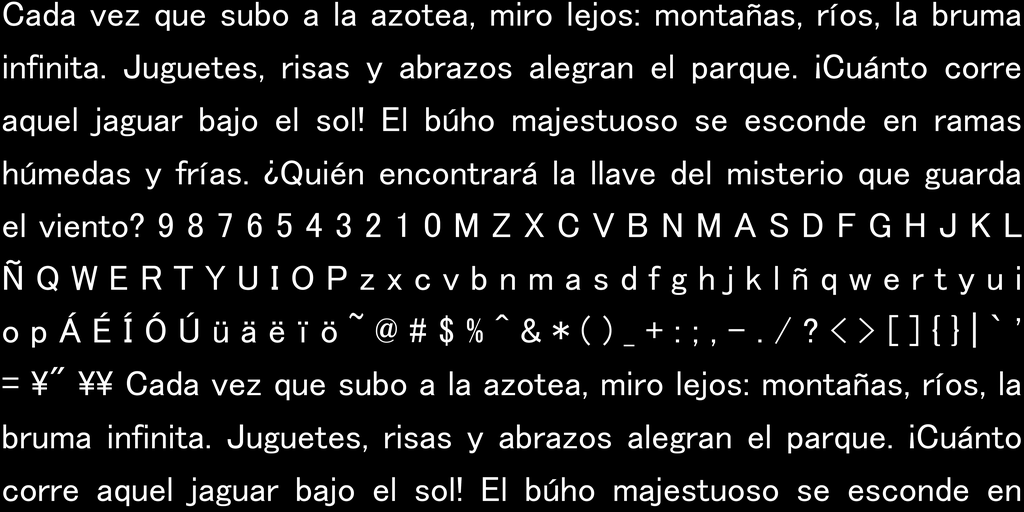 Cada vez que subo a la azotea, miro lejos: montañas, ríos, la bruma
infinita. Juguetes, risas y abrazos alegran el parque. ¡Cuánto corre
aquel jaguar bajo el sol! El búho majestuoso se esconde en ramas
húmedas y frías. ¿Quién encontrará la llave del misterio que guarda
el viento? 9 8 7 6 5 4 3 2 1 0 M Z X C V B N M A S D F G H J K L
Ñ Q W E R T Y U I O P z x c v b n m a s d f g h j k l ñ q w e r t y u i
o p Á É Í Ó Ú ü ä ë ï ö ~ @ # $ % ^ & * ( ) _ + : ; , - . / ? < > [ ] { } | ` '
= ¥" ¥¥ Cada vez que subo a la azotea, miro lejos: montañas, ríos, la
bruma infinita. Juguetes, risas y abrazos alegran el parque. ¡Cuánto
corre aquel jaguar bajo el sol! El búho majestuoso se esconde en